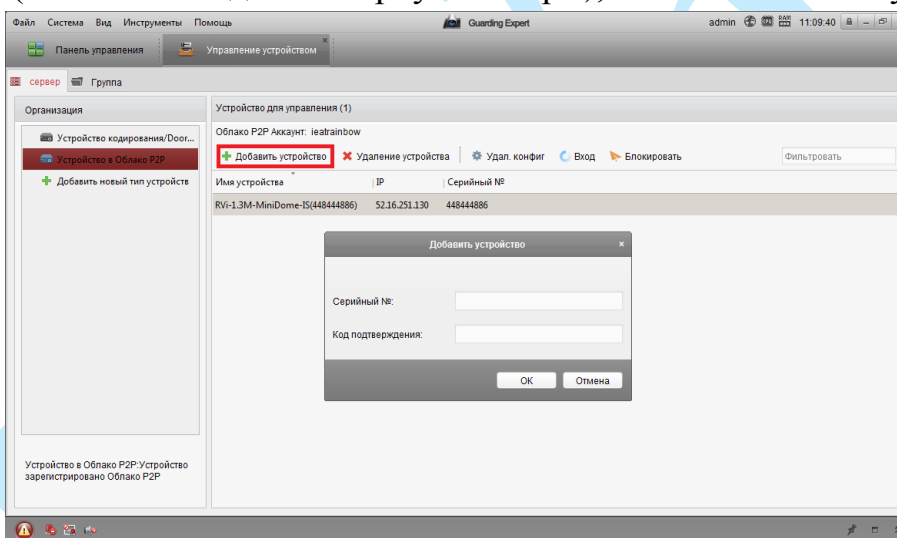 Файл Система Вид Инструменты Помощь Guarding Expert admin 11:09:40
Панель управления Управление устройством
сервер Группа
Организация Устройство для управления (1)
Устройство кодирования/Door... Облако P2P Аккаунт: ieatrainbow
Устройство в Облако P2P Добавить устройство Удаление устройства Удал. конфиг Вход Блокировать Фильтровать
Добавить новый тип устройств Имя устройства IP Серийный №
RVi-1.3M-MiniDome-IS(448444886) 52.16.251.130 448444886
Добавить устройство
Серийный №:
Код подтверждения:
ОК Отмена
Устройство в Облако P2P:Устройство
зарегистрировано Облако P2P